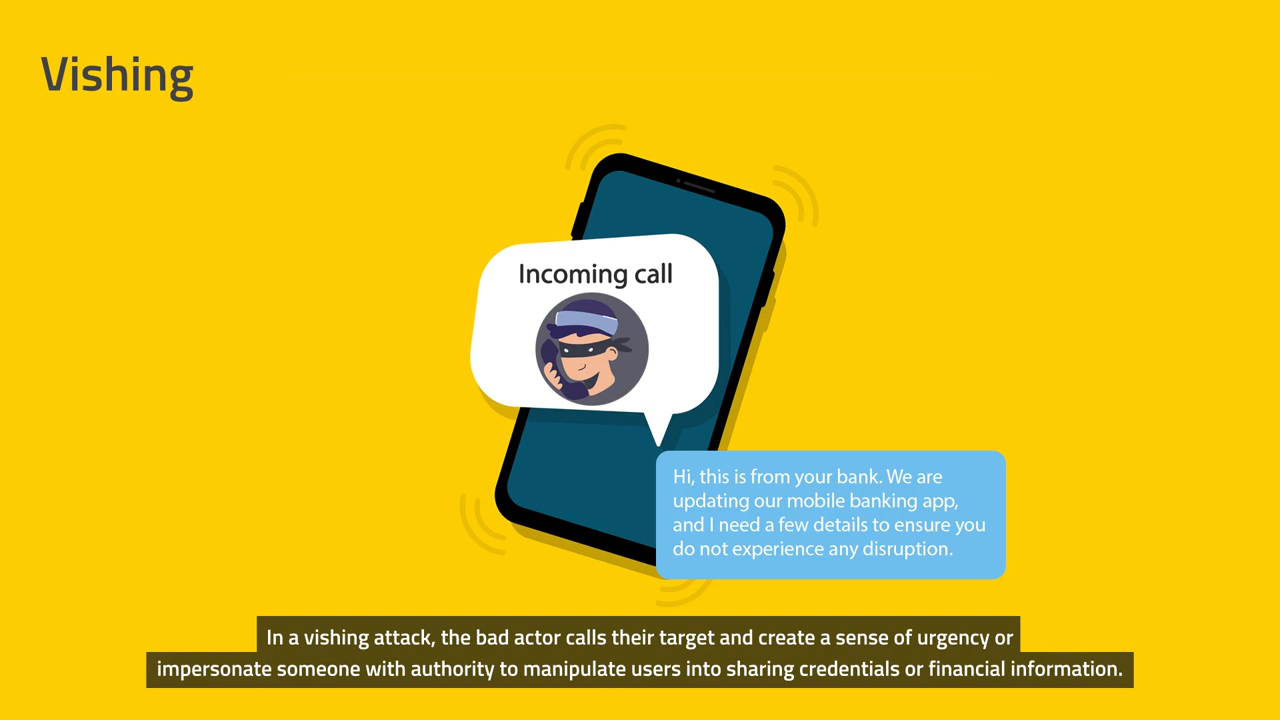 Vishing
Incoming call
Hi, this is from your bank. We are
updating our mobile banking app,
and I need a few details to ensure you
do not experience any disruption.
In a vishing attack, the bad actor calls their target and create a sense of urgency or
impersonate someone with authority to manipulate users into sharing credentials or financial information.